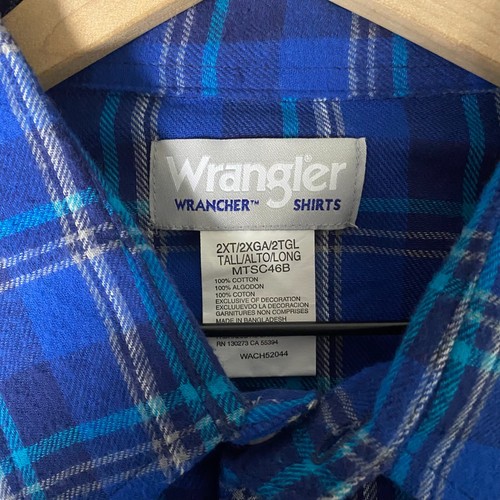 Wrangler
WRANCHER™ SHIRTS
2XT/2XGA/2TGL
TALL/ALTO/LONG
MTSC46B
100% COTTON
100% ALGODON
100% COTON
EXCLUSIVE OF DECORATION
EXCLUUEVDO LA DECORACION
GARNITURES NON COMPRISES
MADE IN BANGLADESH
RN 130273 CA 55394
WACH52044